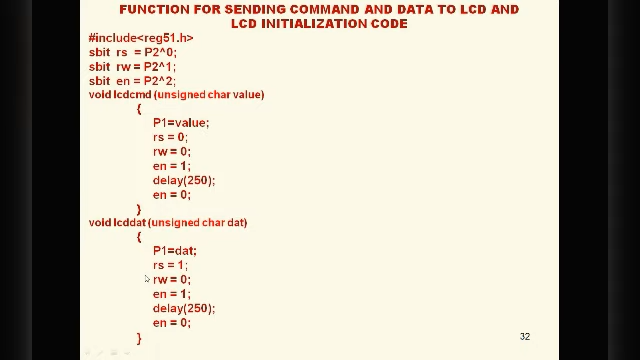 FUNCTION FOR SENDING COMMAND AND DATA TO LCD AND
LCD INITIALIZATION CODE
#include<reg51.h>
sbit rs = P2^0;
sbit rw = P2^1;
sbit en = P2^2;
void lcdcmd (unsigned char value)
{
P1=value;
rs = 0;
rw = 0;
en = 1;
delay(250);
en = 0;
}
void lcddat (unsigned char dat)
{
P1=dat;
rs = 1;
rw = 0;
en = 1;
delay(250);
en = 0;
}
32